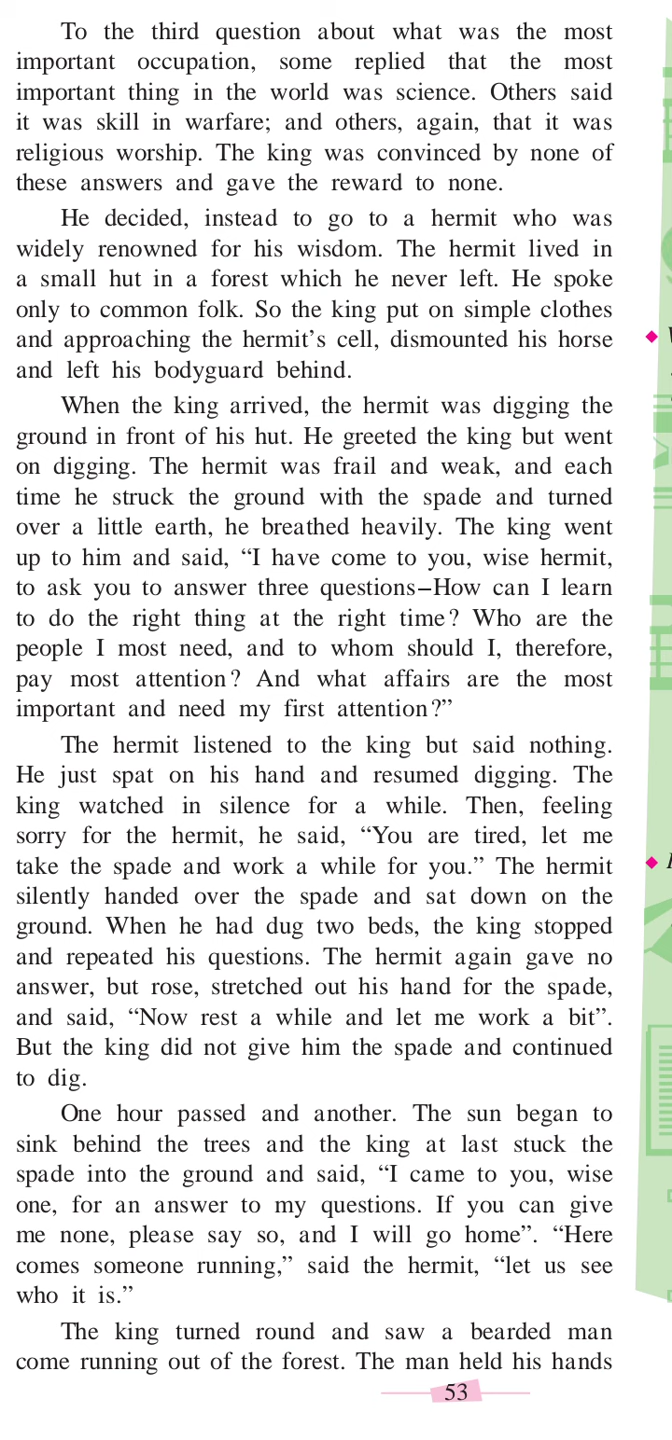 To the third question about what was the most
important occupation, some replied that the most
important thing in the world was science. Others said
it was skill in warfare; and others, again, that it was
religious worship. The king was convinced by none of
these answers and gave the reward to none.
He decided, instead to go to a hermit who was
widely renowned for his wisdom. The hermit lived in
a small hut in a forest which he never left. He spoke
only to common folk. So the king put on simple clothes
and approaching the hermit’s cell, dismounted his horse
and left his bodyguard behind.
When the king arrived, the hermit was digging the
ground in front of his hut. He greeted the king but went
on digging. The hermit was frail and weak, and each
time he struck the ground with the spade and turned
over a little earth, he breathed heavily. The king went
up to him and said, “I have come to you, wise hermit,
to ask you to answer three questions–How can I learn
to do the right thing at the right time? Who are the
people I most need, and to whom should I, therefore,
pay most attention? And what affairs are the most
important and need my first attention?”
The hermit listened to the king but said nothing.
He just spat on his hand and resumed digging. The
king watched in silence for a while. Then, feeling
sorry for the hermit, he said, “You are tired, let me
take the spade and work a while for you.” The hermit
silently handed over the spade and sat down on the
ground. When he had dug two beds, the king stopped
and repeated his questions. The hermit again gave no
answer, but rose, stretched out his hand for the spade,
and said, “Now rest a while and let me work a bit”.
But the king did not give him the spade and continued
to dig.
One hour passed and another. The sun began to
sink behind the trees and the king at last stuck the
spade into the ground and said, “I came to you, wise
one, for an answer to my questions. If you can give
me none, please say so, and I will go home”. “Here
comes someone running,” said the hermit, “let us see
who it is.”
The king turned round and saw a bearded man
come running out of the forest. The man held his hands
53